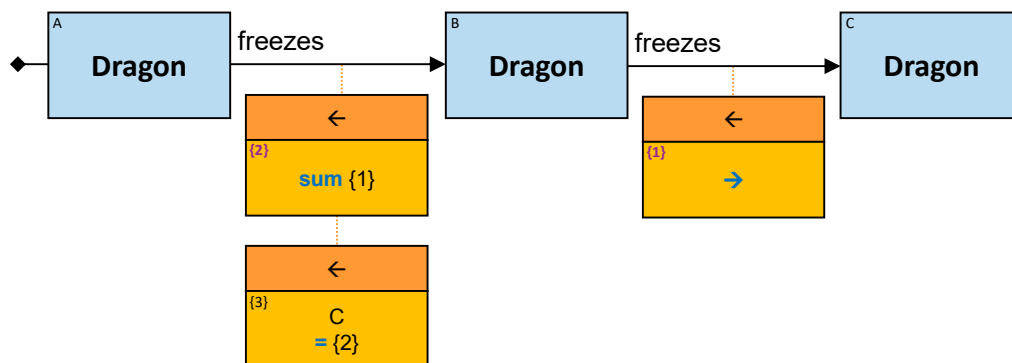 A
Dragon
freezes
B
Dragon
freezes
C
Dragon
←
{2}
sum {1}
←
{1}
→
←
{3}
C
= {2}